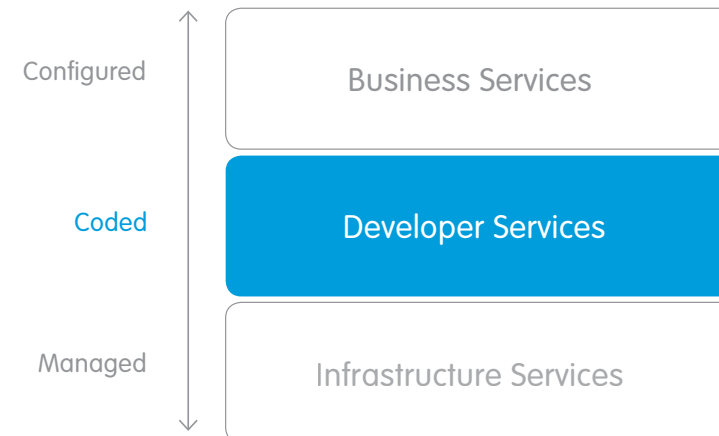 Configured
Business Services
Coded
Developer Services
Managed
Infrastructure Services